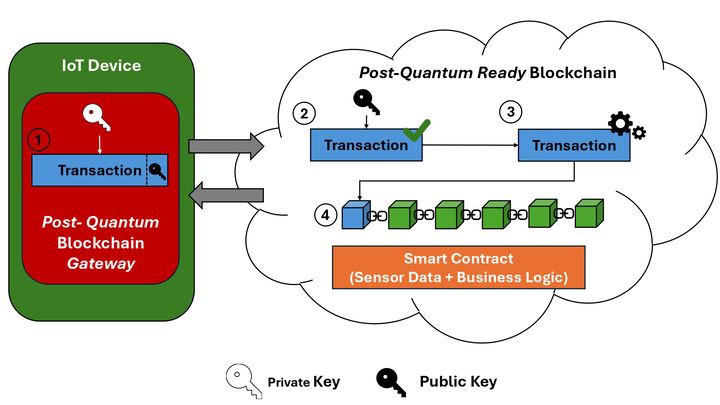 IoT Device
1
Transaction
Post- Quantum
Blockchain
Gateway
Post-Quantum Ready Blockchain
2
Transaction
3
Transaction
4
Smart Contract
(Sensor Data + Business Logic)
Private Key
Public Key